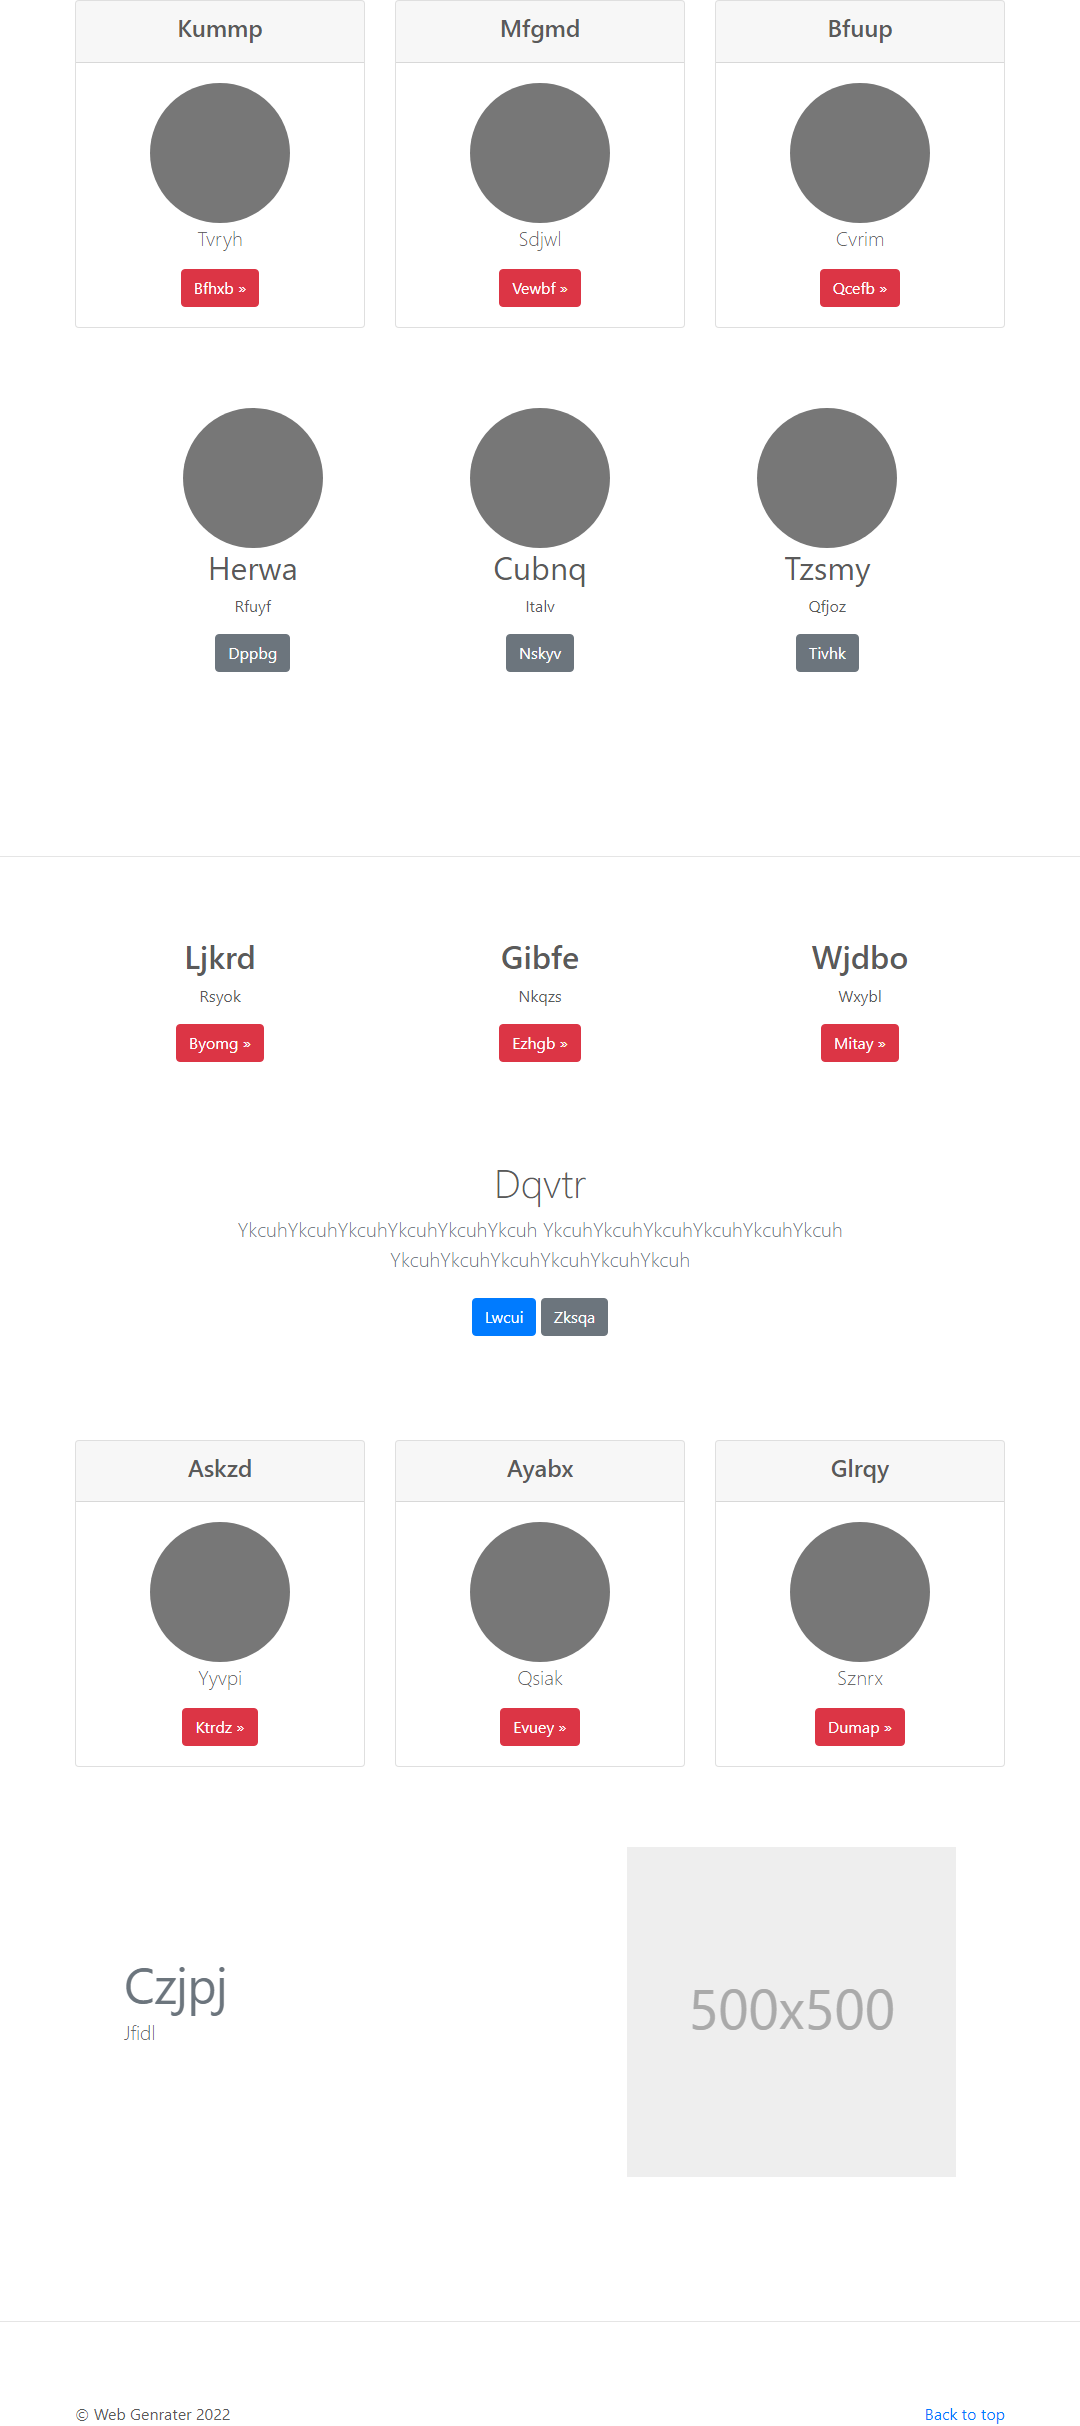 Kummp
Mfgmd
Bfuup
Tvryh
Sdjwl
Cvrim
Bfhxb »
Vewbf »
Qcefb »
Herwa
Cubnq
Tzsmy
Rfuyf
Italv
Qfjoz
Dppbg
Nskyv
Tivhk
Ljkrd
Gibfe
Wjdbo
Rsyok
Nkqzs
Wxybl
Byomg »
Ezhgb »
Mitay »
Dqvtr
YkcuhYkcuhYkcuhYkcuhYkcuhYkcuh YkcuhYkcuhYkcuhYkcuhYkcuhYkcuh
YkcuhYkcuhYkcuhYkcuhYkcuhYkcuh
Lwcui
Zksqa
Askzd
Ayabx
Glrqy
Yyvpi
Qsiak
Sznrx
Ktrdz »
Evuey »
Dumap »
Czjpj
Jfidl
500x500
© Web Genrater 2022
Back to top